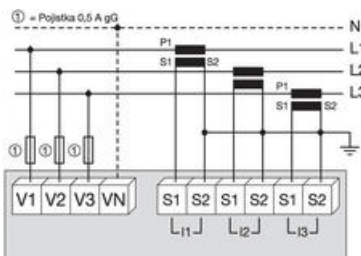 ① = Pojistka 0,5 A gG
N
P1
L1
S1 S2
L2
P1
L3
S1 S2
① ① ①
V1 V2 V3 VN S1 S2 S1 S2 S1 S2
I1 I2 I3